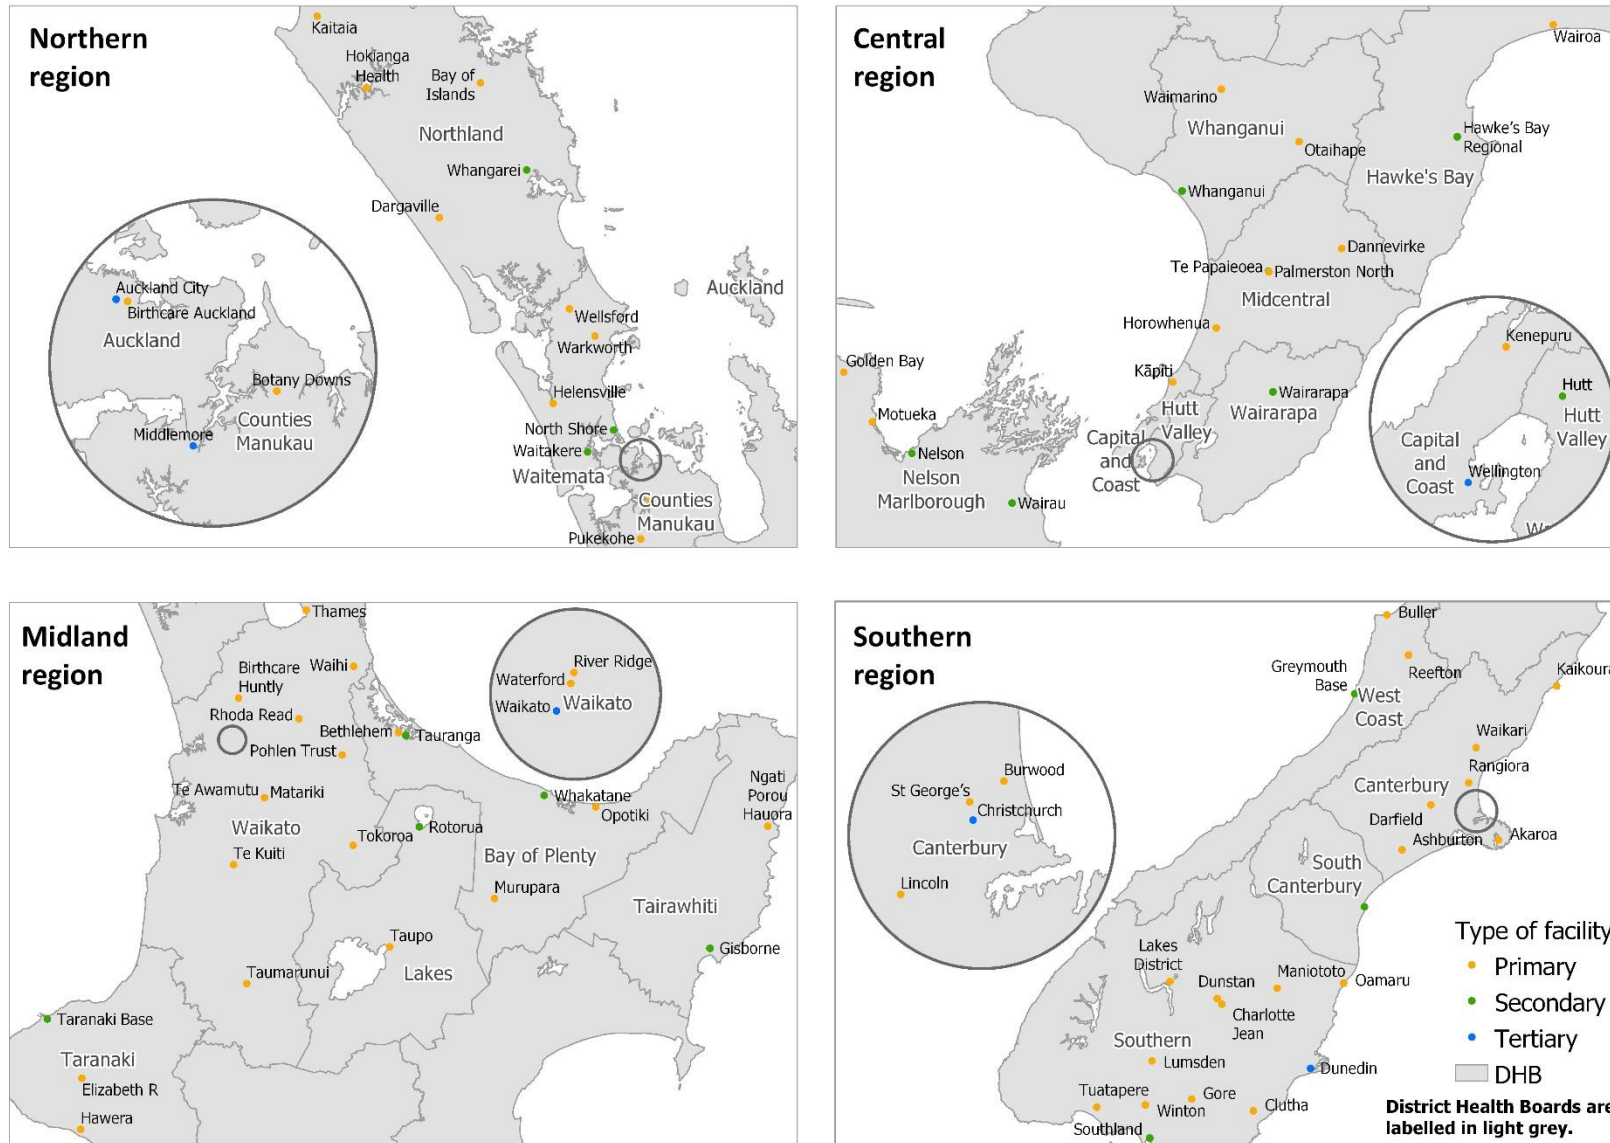 Northern
region
Kaitaia
Hokianga
Health
Bay of
Islands
Northland
Whangarei
Dargaville
Auckland
Wellsford
Warkworth
Helensville
North Shore
Waitakere
Waitemata
Counties
Manukau
Pukekohe
Auckland City
Birthcare Auckland
Auckland
Botany Downs
Counties
Manukau
Middlemore
Central
region
Wairoa
Waimarino
Whanganui
Otaihape
Hawke's Bay
Regional
Hawke's Bay
Whanganui
Dannevirke
Te Papaieoea
Palmerston North
Midcentral
Horowhenua
Golden Bay
Kāpiti
Wairarapa
Hutt
Valley
Wairarapa
Motueka
Capital
and
Coast
Nelson
Nelson
Marlborough
Wairau
Kenepuru
Hutt
Hutt
Valley
Capital
and
Coast
Wellington
Midland
region
Thames
Birthcare
Huntly
Waihi
Rhoda Read
Pohlen Trust
Bethlehem
Tauranga
River Ridge
Waterford
Waikato
Waikato
Te Awamutu
Matariki
Waikato
Te Kuiti
Tokoroa
Rotorua
Whakatane
Opotiki
Ngati
Porou
Hauora
Bay of Plenty
Murupara
Tairawhiti
Gisborne
Taupo
Lakes
Taumarunui
Taranaki Base
Taranaki
Elizabeth R
Hawera
Southern
region
Buller
Greymouth
Base
Reefton
Kaikoura
West
Coast
Waikari
Rangiora
Canterbury
Darfield
Ashburton
Akaroa
South
Canterbury
Burwood
St George's
Christchurch
Canterbury
Lincoln
Lakes
District
Dunstan
Maniototo
Oamaru
Charlotte
Jean
Southern
Lumsden
Dunedin
Tuatapere
Winton
Gore
Clutha
Southland
Type of facility
Primary
Secondary
Tertiary
DHB
District Health Boards are
labelled in light grey.